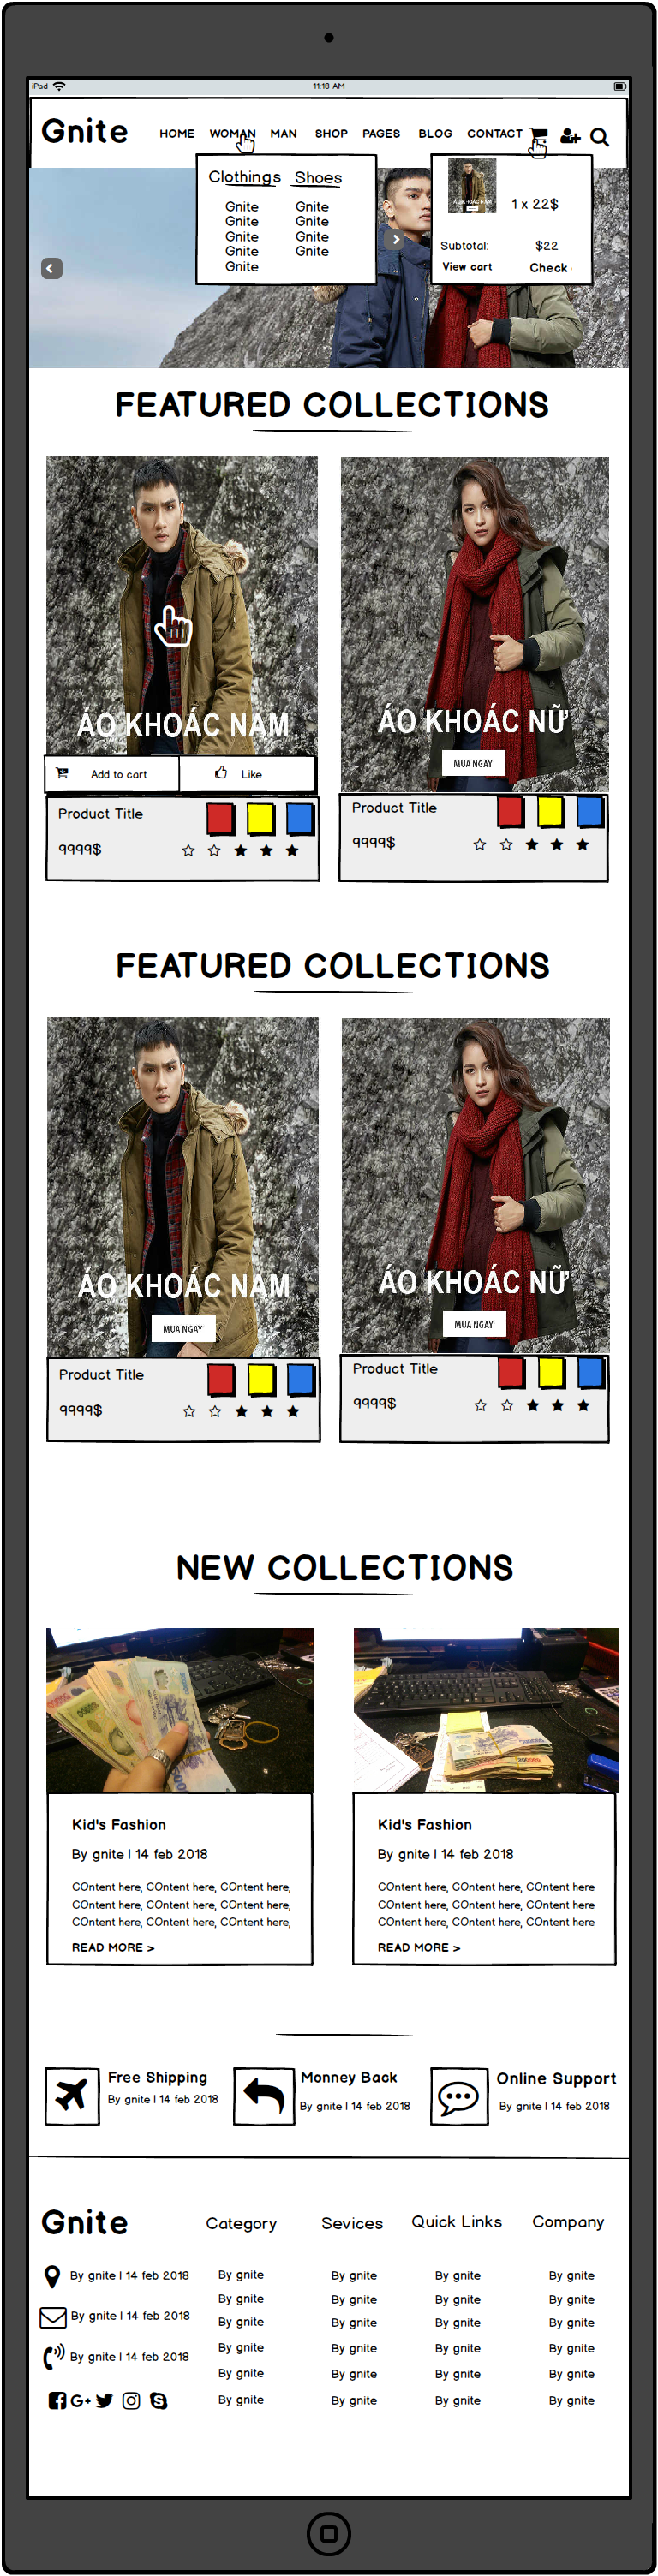 iPad
11:18 AM
Gnite
HOME WOMAN MAN SHOP PAGES BLOG CONTACT
Clothings Shoes
Gnite Gnite
Gnite Gnite
Gnite Gnite
Gnite Gnite
Gnite
ÁO KHOÁC NAM
1 x 22$
Subtotal: $22
View cart Check
FEATURED COLLECTIONS
ÁO KHOÁC NAM
ÁO KHOÁC NỮ
MUA NGAY
Add to cart Like
Product Title
9999$
Product Title
9999$
FEATURED COLLECTIONS
ÁO KHOÁC NAM
MUA NGAY
ÁO KHOÁC NỮ
MUA NGAY
Product Title
9999$
Product Title
9999$
NEW COLLECTIONS
Kid's Fashion
By gnite | 14 feb 2018
COntent here, COntent here, COntent here,
COntent here, COntent here, COntent here,
COntent here, COntent here, COntent here,
READ MORE >
Kid's Fashion
By gnite | 14 feb 2018
COntent here, COntent here, COntent here
COntent here, COntent here, COntent here
COntent here, COntent here, COntent here
READ MORE >
Free Shipping
By gnite | 14 feb 2018
Monney Back
By gnite | 14 feb 2018
Online Support
By gnite | 14 feb 2018
Gnite
By gnite | 14 feb 2018
By gnite | 14 feb 2018
By gnite | 14 feb 2018
Category
By gnite
By gnite
By gnite
By gnite
By gnite
By gnite
Sevices
By gnite
By gnite
By gnite
By gnite
By gnite
By gnite
Quick Links
By gnite
By gnite
By gnite
By gnite
By gnite
By gnite
Company
By gnite
By gnite
By gnite
By gnite
By gnite
By gnite